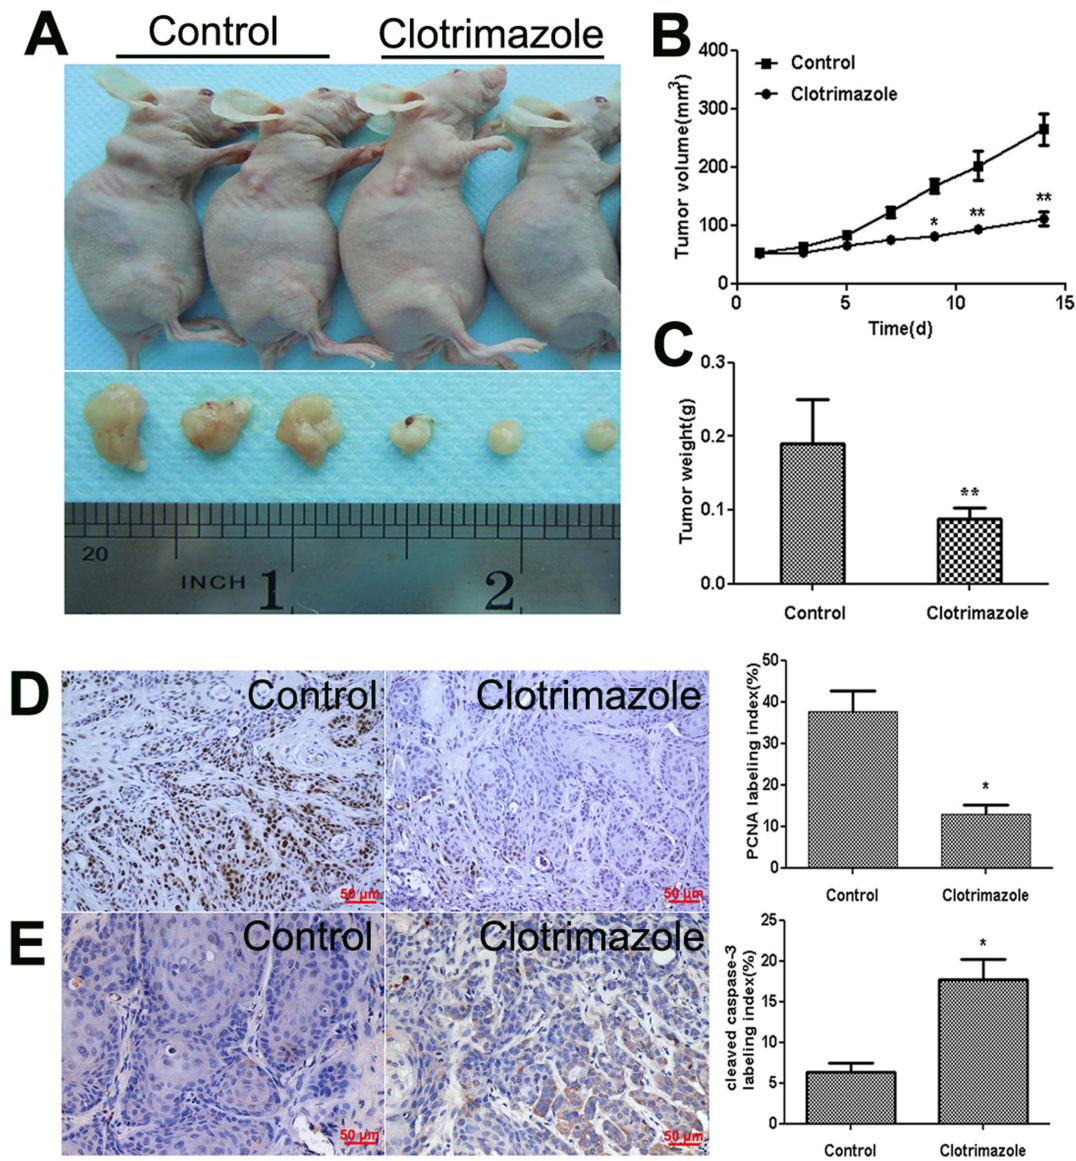 A
Control
Clotrimazole
20
INCH
1
2
B
Tumor volume(mm3)
400
300
200
100
0
Control
Clotrimazole
*
**
**
0
5
10
15
Time(d)
C
Tumor weight(g)
0.3
0.2
0.1
0.0
**
Control
Clotrimazole
D
Control
50 µm
Clotrimazole
50 µm
PCNA labeling index(%)
50
40
30
20
10
0
*
Control
Clotrimazole
E
Control
50 µm
Clotrimazole
50 µm
cleaved caspase-3
labeling index(%)
25
20
15
10
5
0
*
Control
Clotrimazole